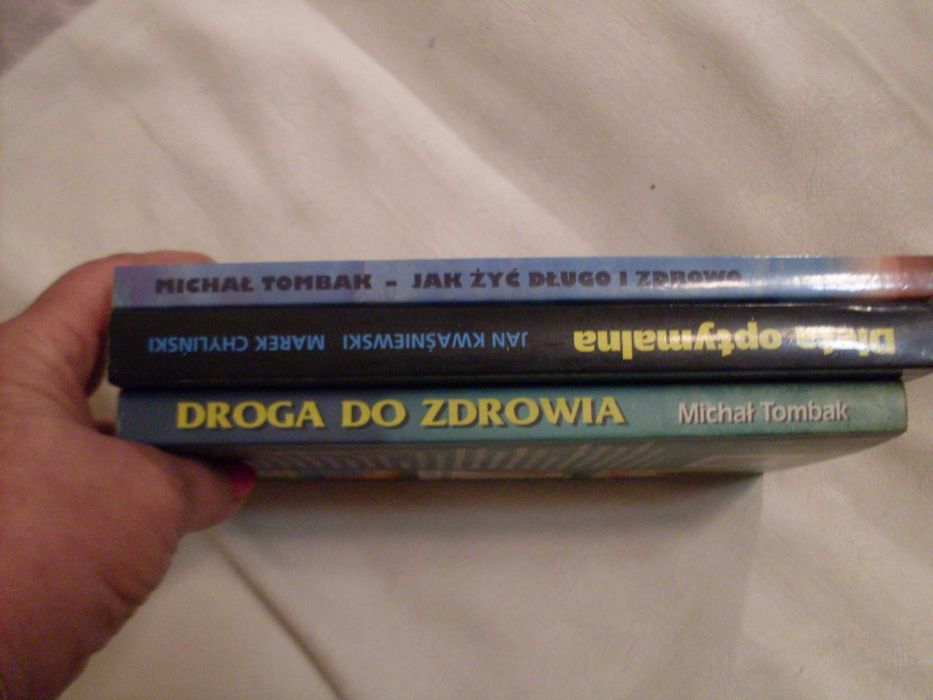 MICHAŁ TOMBAK - JAK ŻYĆ DŁUGO I ZDROWO
JAN KWAŚNIEWSKI MAREK CHYLIŃSKI Dieta optymalna
DROGA DO ZDROWIA Michał Tombak